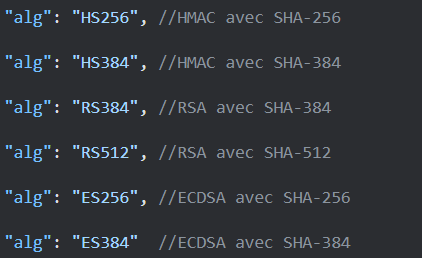 "alg": "HS256", //HMAC avec SHA-256
"alg": "HS384", //HMAC avec SHA-384
"alg": "RS384", //RSA avec SHA-384
"alg": "RS512", //RSA avec SHA-512
"alg": "ES256", //ECDSA avec SHA-256
"alg": "ES384"  //ECDSA avec SHA-384